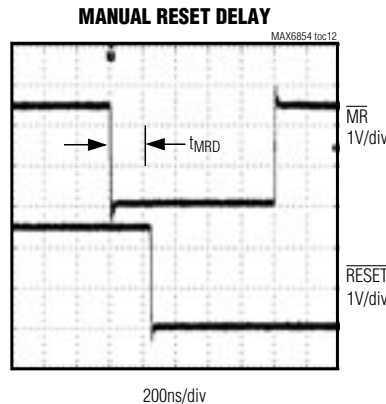 MANUAL RESET DELAY
MAX6854 toc12
MR
1V/div
tMRD
RESET
1V/div
200ns/div